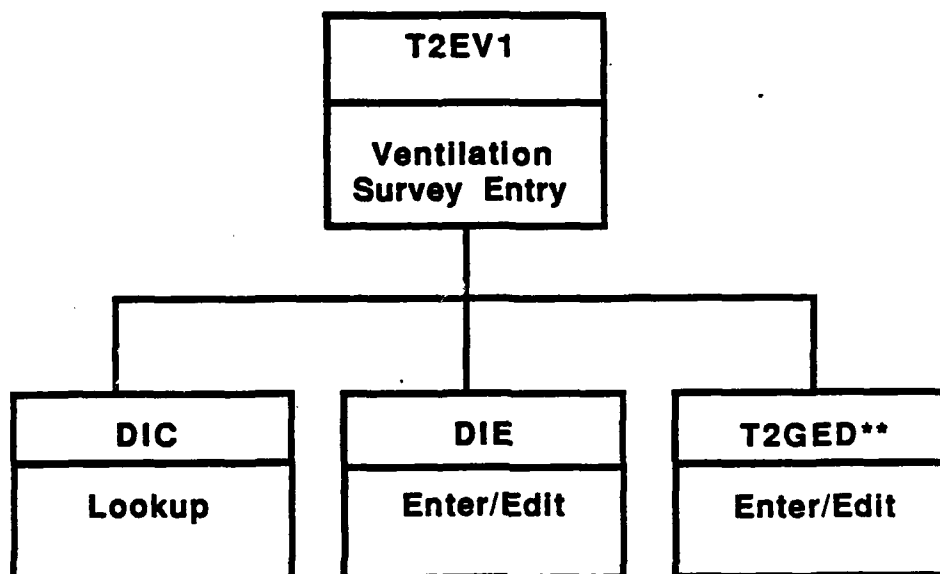 T2EV1
Ventilation
Survey Entry
DIC
DIE
T2GED**
Lookup
Enter/Edit
Enter/Edit